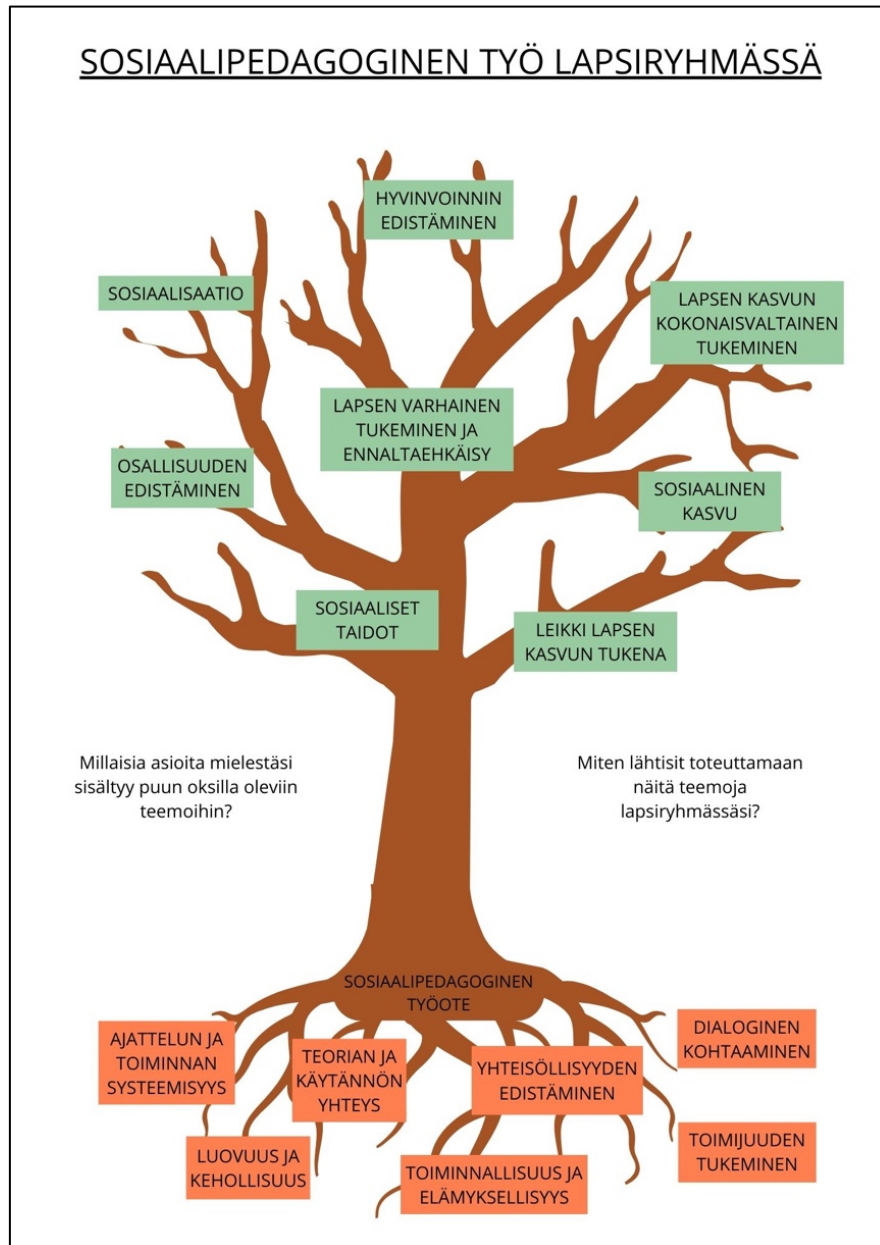 SOSIAALIPEDAGOGINEN TYÖ LAPSIRYHMÄSSÄ
HYVINVOINNIN
EDISTÄMINEN
SOSIAALISAATIO
LAPSEN KASVUN
KOKONAISVALTAINEN
TUKEMINEN
LAPSEN VARHAINEN
TUKEMINEN JA
ENNALTAEHKÄISY
OSALLISUUDEN
EDISTÄMINEN
SOSIAALINEN
KASVU
SOSIAALISET
TAIDOT
LEIKKI LAPSEN
KASVUN TUKENA
Millaisia asioita mielestäsi
sisältyy puun oksilla oleviin
teemoihin?
Miten lähtisit toteuttamaan
näitä teemoja
lapsiryhmässäsi?
SOSIAALIPEDAGOGINEN
TYÖOTE
AJATTELUN JA
TOIMINNAN
SYSTEEMISYYS
TEORIAN JA
KÄYTÄNNÖN
YHTEYS
YHTEISÖLLISYYDEN
EDISTÄMINEN
DIALOGINEN
KOHTAAMINEN
LUOVUUS JA
KEHOLLISUUS
TOIMINNALLISUUS JA
ELÄMYKSELLISYYS
TOIMIJUUDEN
TUKEMINEN